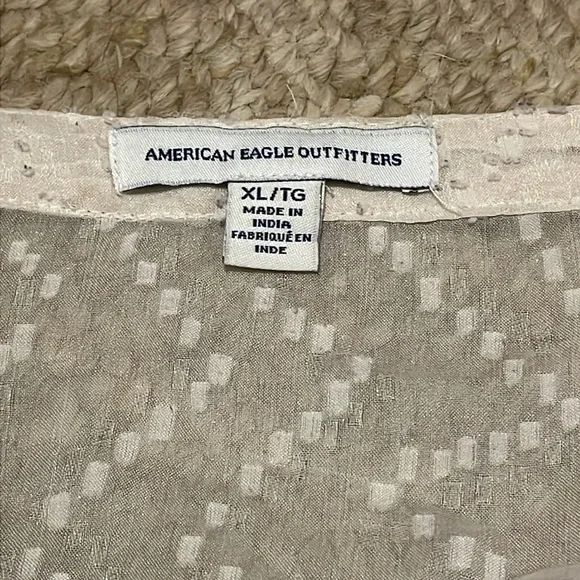 AMERICAN EAGLE OUTFITTERS
XL/TG
MADE IN
INDIA
FABRIQUÉ EN
INDE